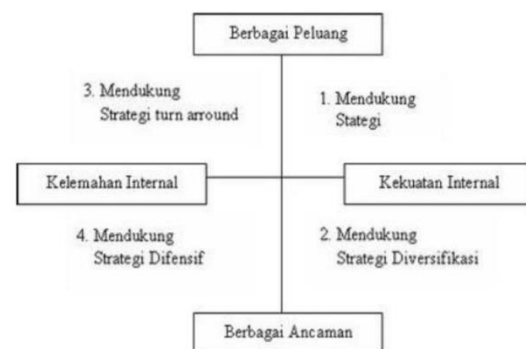 Berbagai Peluang
3. Mendukung
Strategi turn arround
1. Mendukung
Stategi
Kelemahan Internal
Kekuatan Internal
4. Mendukung
Strategi Difensif
2. Mendukung
Strategi Diversifikasi
Berbagai Ancaman